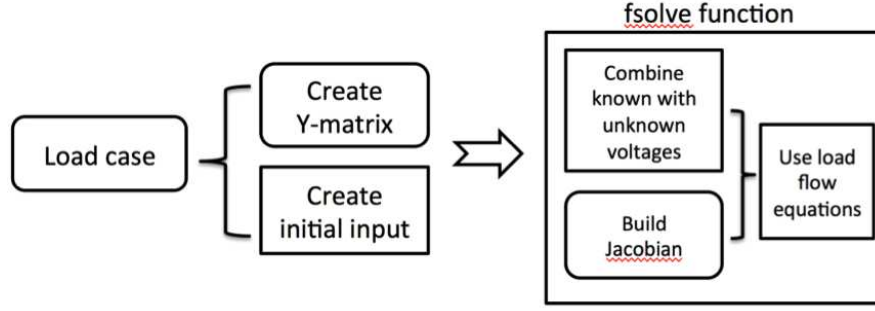 fsolve function
Load case
Create
Y-matrix
Create
initial input
Combine
known with
unknown
voltages
Build
Jacobian
Use load
flow
equations